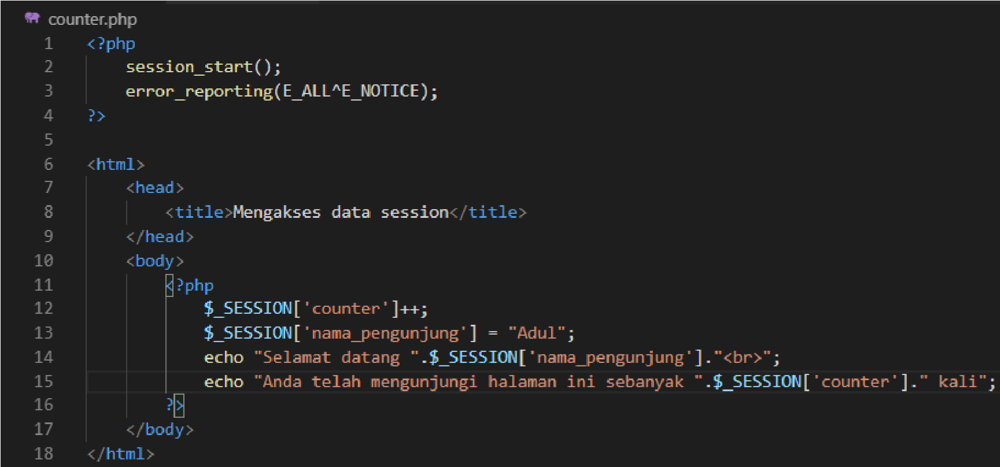 counter.php
1 <?php
2     session_start();
3     error_reporting(E_ALL^E_NOTICE);
4 ?>
5
6 <html>
7     <head>
8         <title>Mengakses data session</title>
9     </head>
10     <body>
11         <?php
12             $_SESSION['counter']++;
13             $_SESSION['nama_pengunjung'] = "Adul";
14             echo "Selamat datang ".$_SESSION['nama_pengunjung']."<br>";
15             echo "Anda telah mengunjungi halaman ini sebanyak ".$_SESSION['counter']." kali";
16         ?>
17     </body>
18 </html>